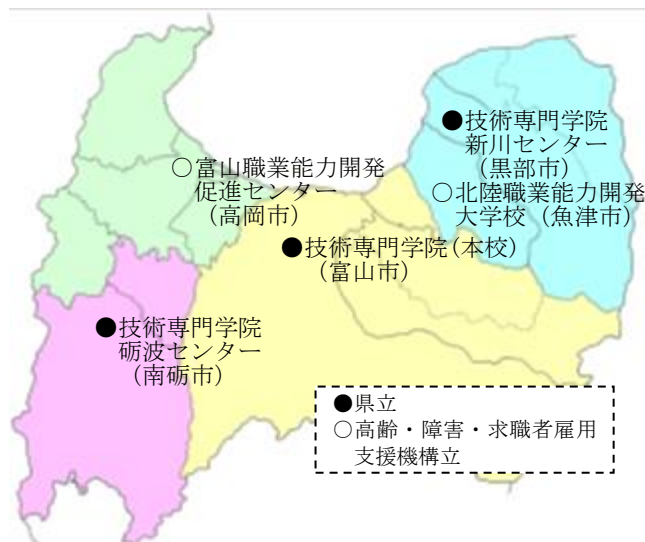 ●技術専門学院
新川センター
（黒部市）
○北陸職業能力開発
大学校（魚津市）
○富山職業能力開発
促進センター
（高岡市）
●技術専門学院(本校)
（富山市）
●技術専門学院
砺波センター
（南砺市）
●県立
○高齢・障害・求職者雇用
支援機構立